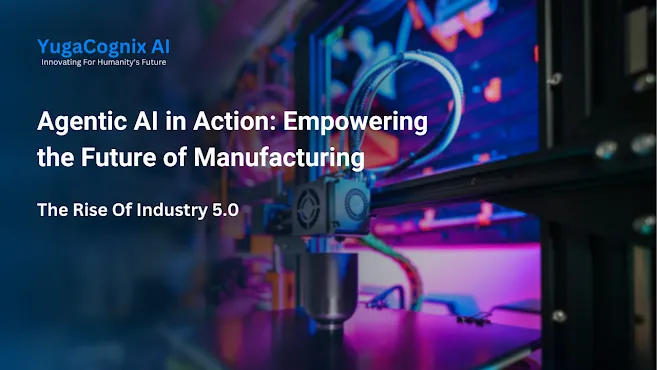 YugaCognix AI
Innovating For Humanity's Future
Agentic AI in Action: Empowering
the Future of Manufacturing
The Rise Of Industry 5.0